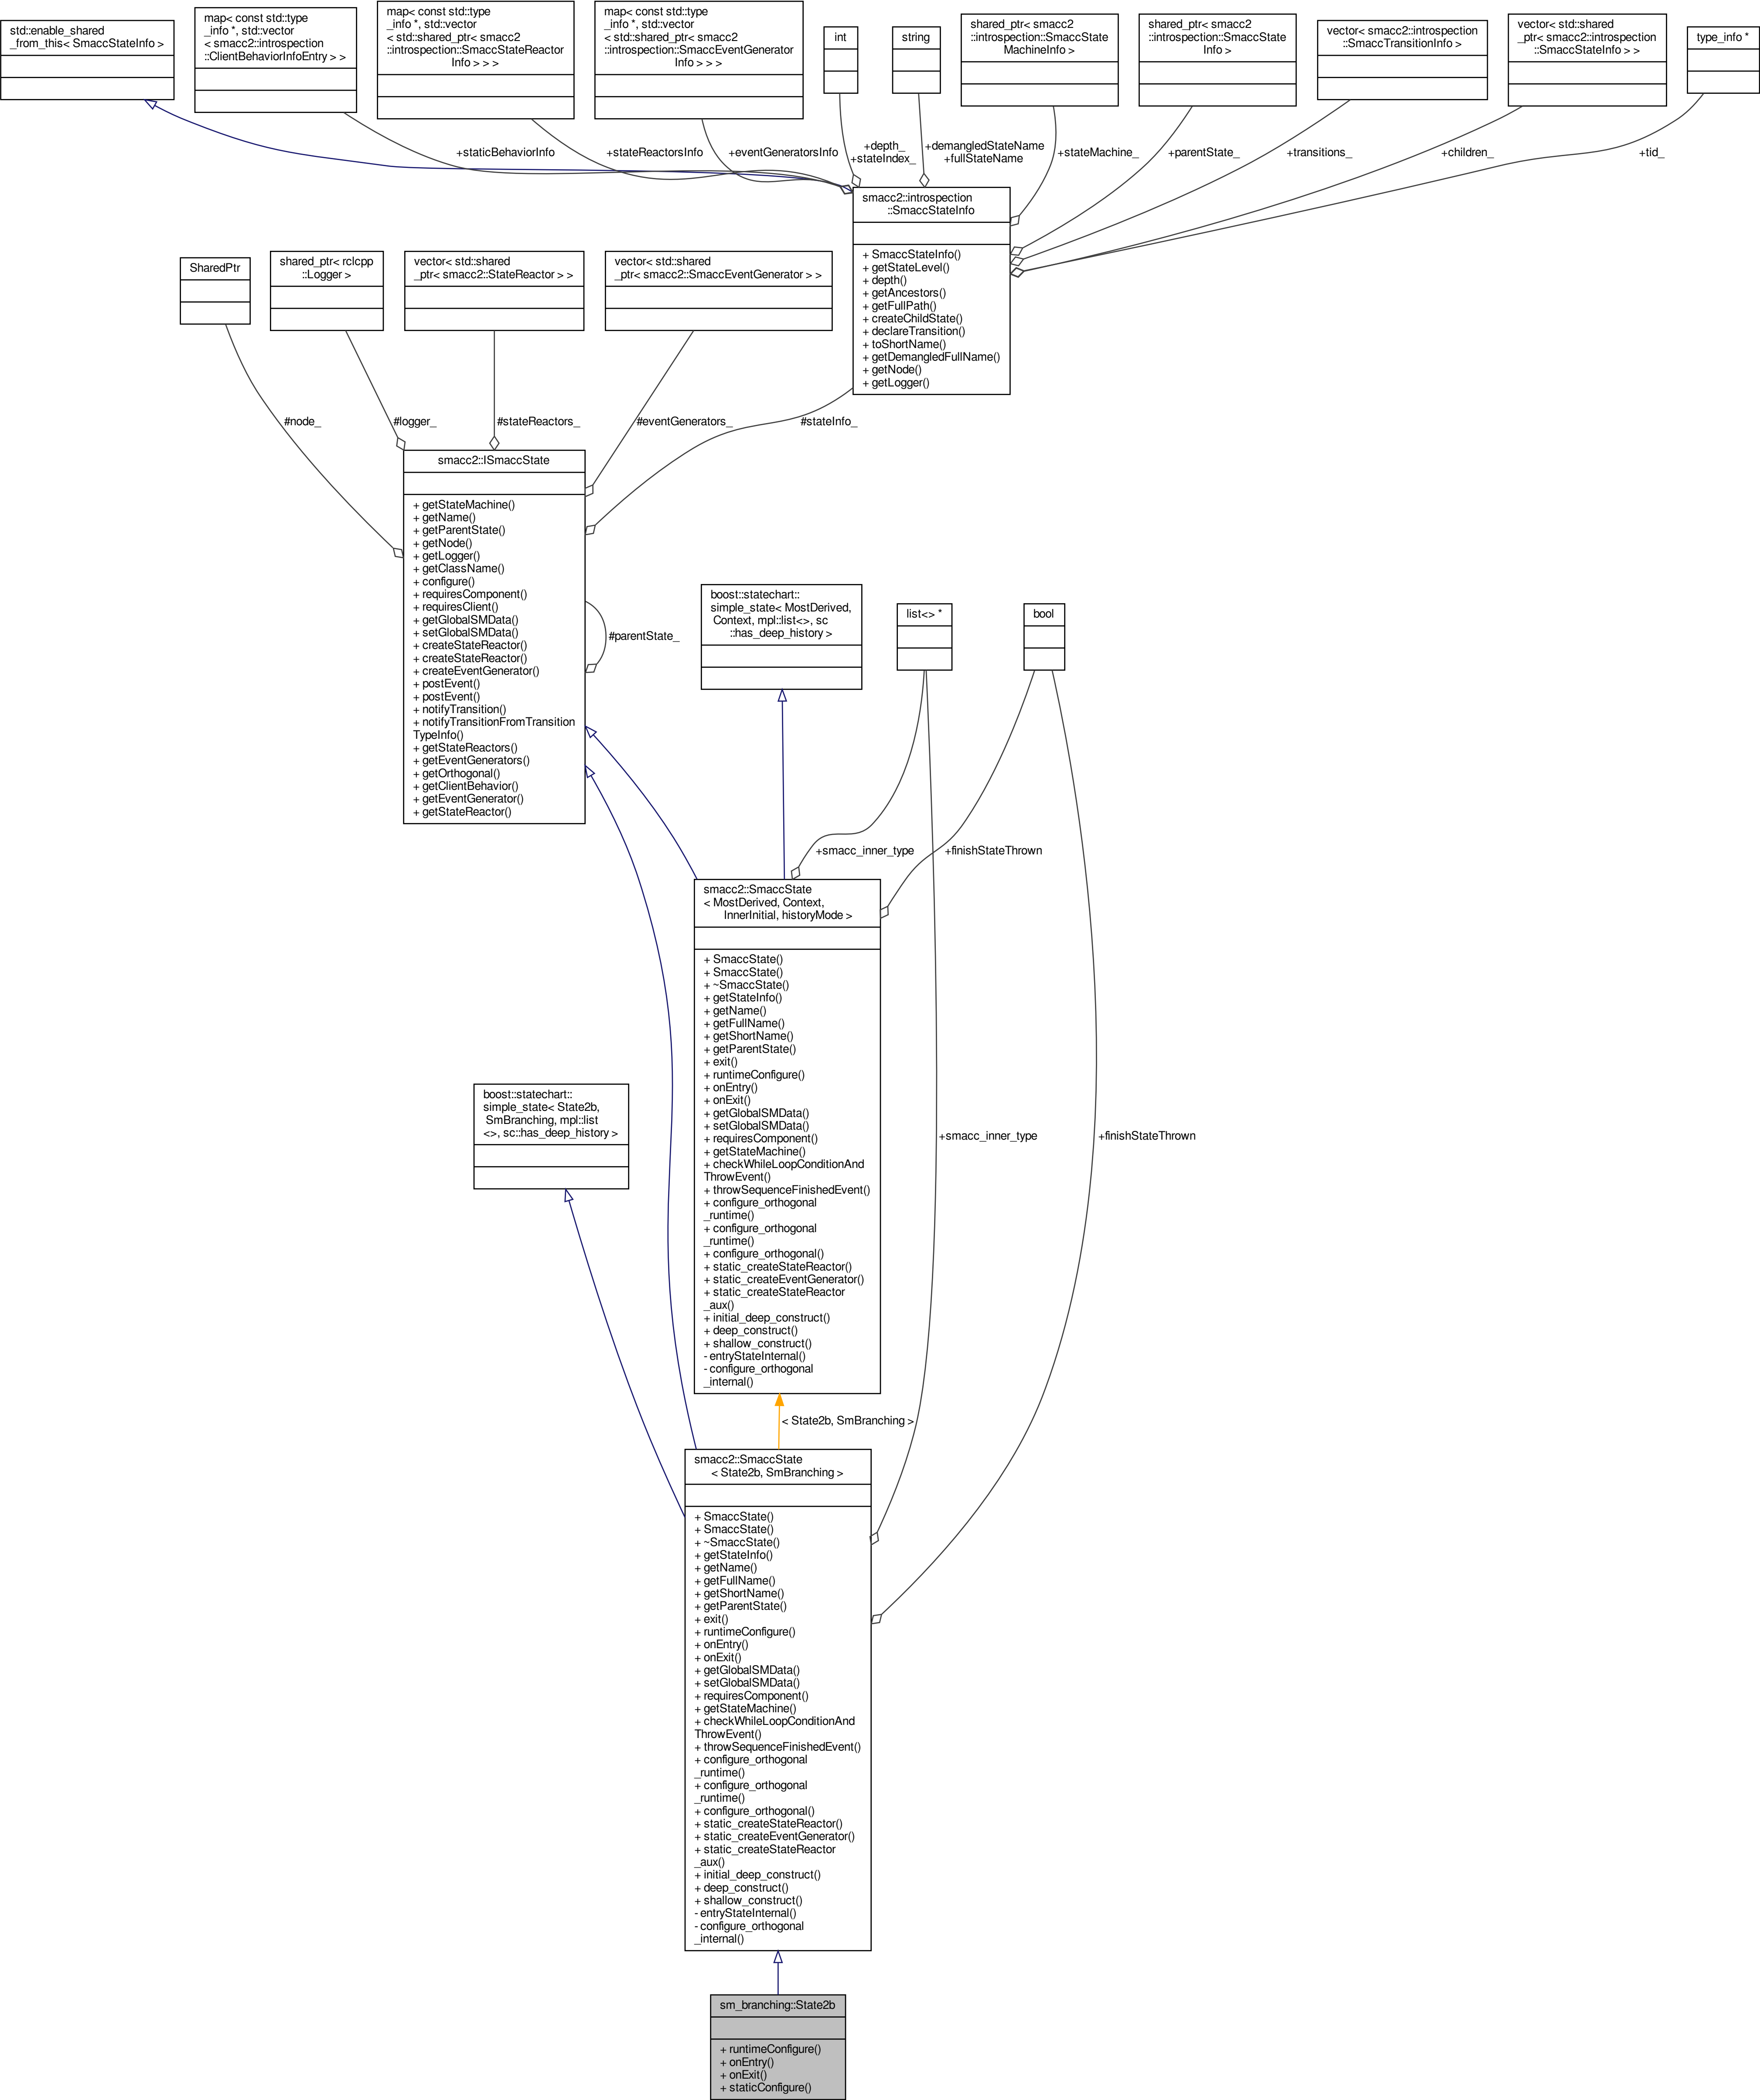 std::enable_shared
_from_this< SmaccStateInfo >
map< const std::type
_info *, std::vector
< smacc2::introspection
::ClientBehaviorInfoEntry > >
map< const std::type
_info *, std::vector
< std::shared_ptr< smacc2
::introspection::SmaccStateReactor
Info > > >
map< const std::type
_info *, std::vector
< std::shared_ptr< smacc2
::introspection::SmaccEventGenerator
Info > > >
int
string
shared_ptr< smacc2
::introspection::SmaccState
MachineInfo >
shared_ptr< smacc2
::introspection::SmaccState
Info >
vector< smacc2::introspection
::SmaccTransitionInfo >
vector< std::shared
_ptr< smacc2::introspection
::SmaccStateInfo > >
type_info *
+staticBehaviorInfo
+stateReactorsInfo
+eventGeneratorsInfo
+depth_
+stateIndex_
+demangledStateName
+fullStateName
+stateMachine_
+parentState_
+transitions_
+children_
+tid_
smacc2::introspection
::SmaccStateInfo
+ SmaccStateInfo()
+ getStateLevel()
+ depth()
+ getAncestors()
+ getFullPath()
+ createChildState()
+ declareTransition()
+ toShortName()
+ getDemangledFullName()
+ getNode()
+ getLogger()
SharedPtr
shared_ptr< rclcpp
::Logger >
vector< std::shared
_ptr< smacc2::StateReactor > >
vector< std::shared
_ptr< smacc2::SmaccEventGenerator > >
#node_
#logger_
#stateReactors_
#eventGenerators_
#stateInfo_
smacc2::ISmaccState
+ getStateMachine()
+ getName()
+ getParentState()
+ getNode()
+ getLogger()
+ getClassName()
+ configure()
+ requiresComponent()
+ requiresClient()
+ getGlobalSMData()
+ setGlobalSMData()
+ createStateReactor()
+ createStateReactor()
+ createEventGenerator()
+ postEvent()
+ postEvent()
+ notifyTransition()
+ notifyTransitionFromTransition
TypeInfo()
+ getStateReactors()
+ getEventGenerators()
+ getOrthogonal()
+ getClientBehavior()
+ getEventGenerator()
+ getStateReactor()
#parentState_
boost::statechart::
simple_state< MostDerived,
Context, mpl::list<>, sc
::has_deep_history >
list<> *
bool
+smacc_inner_type
+finishStateThrown
smacc2::SmaccState
< MostDerived, Context,
InnerInitial, historyMode >
+ SmaccState()
+ SmaccState()
+ ~SmaccState()
+ getStateInfo()
+ getName()
+ getFullName()
+ getShortName()
+ getParentState()
+ exit()
+ runtimeConfigure()
+ onEntry()
+ onExit()
+ getGlobalSMData()
+ setGlobalSMData()
+ requiresComponent()
+ getStateMachine()
+ checkWhileLoopConditionAnd
ThrowEvent()
+ throwSequenceFinishedEvent()
+ configure_orthogonal
_runtime()
+ configure_orthogonal
_runtime()
+ configure_orthogonal()
+ static_createStateReactor()
+ static_createEventGenerator()
+ static_createStateReactor
_aux()
+ initial_deep_construct()
+ deep_construct()
+ shallow_construct()
- entryStateInternal()
- configure_orthogonal
_internal()
boost::statechart::
simple_state< State2b,
SmBranching, mpl::list
<>, sc::has_deep_history >
+smacc_inner_type
+finishStateThrown
< State2b, SmBranching >
smacc2::SmaccState
< State2b, SmBranching >
+ SmaccState()
+ SmaccState()
+ ~SmaccState()
+ getStateInfo()
+ getName()
+ getFullName()
+ getShortName()
+ getParentState()
+ exit()
+ runtimeConfigure()
+ onEntry()
+ onExit()
+ getGlobalSMData()
+ setGlobalSMData()
+ requiresComponent()
+ getStateMachine()
+ checkWhileLoopConditionAnd
ThrowEvent()
+ throwSequenceFinishedEvent()
+ configure_orthogonal
_runtime()
+ configure_orthogonal
_runtime()
+ configure_orthogonal()
+ static_createStateReactor()
+ static_createEventGenerator()
+ static_createStateReactor
_aux()
+ initial_deep_construct()
+ deep_construct()
+ shallow_construct()
- entryStateInternal()
- configure_orthogonal
_internal()
sm_branching::State2b
+ runtimeConfigure()
+ onEntry()
+ onExit()
+ staticConfigure()